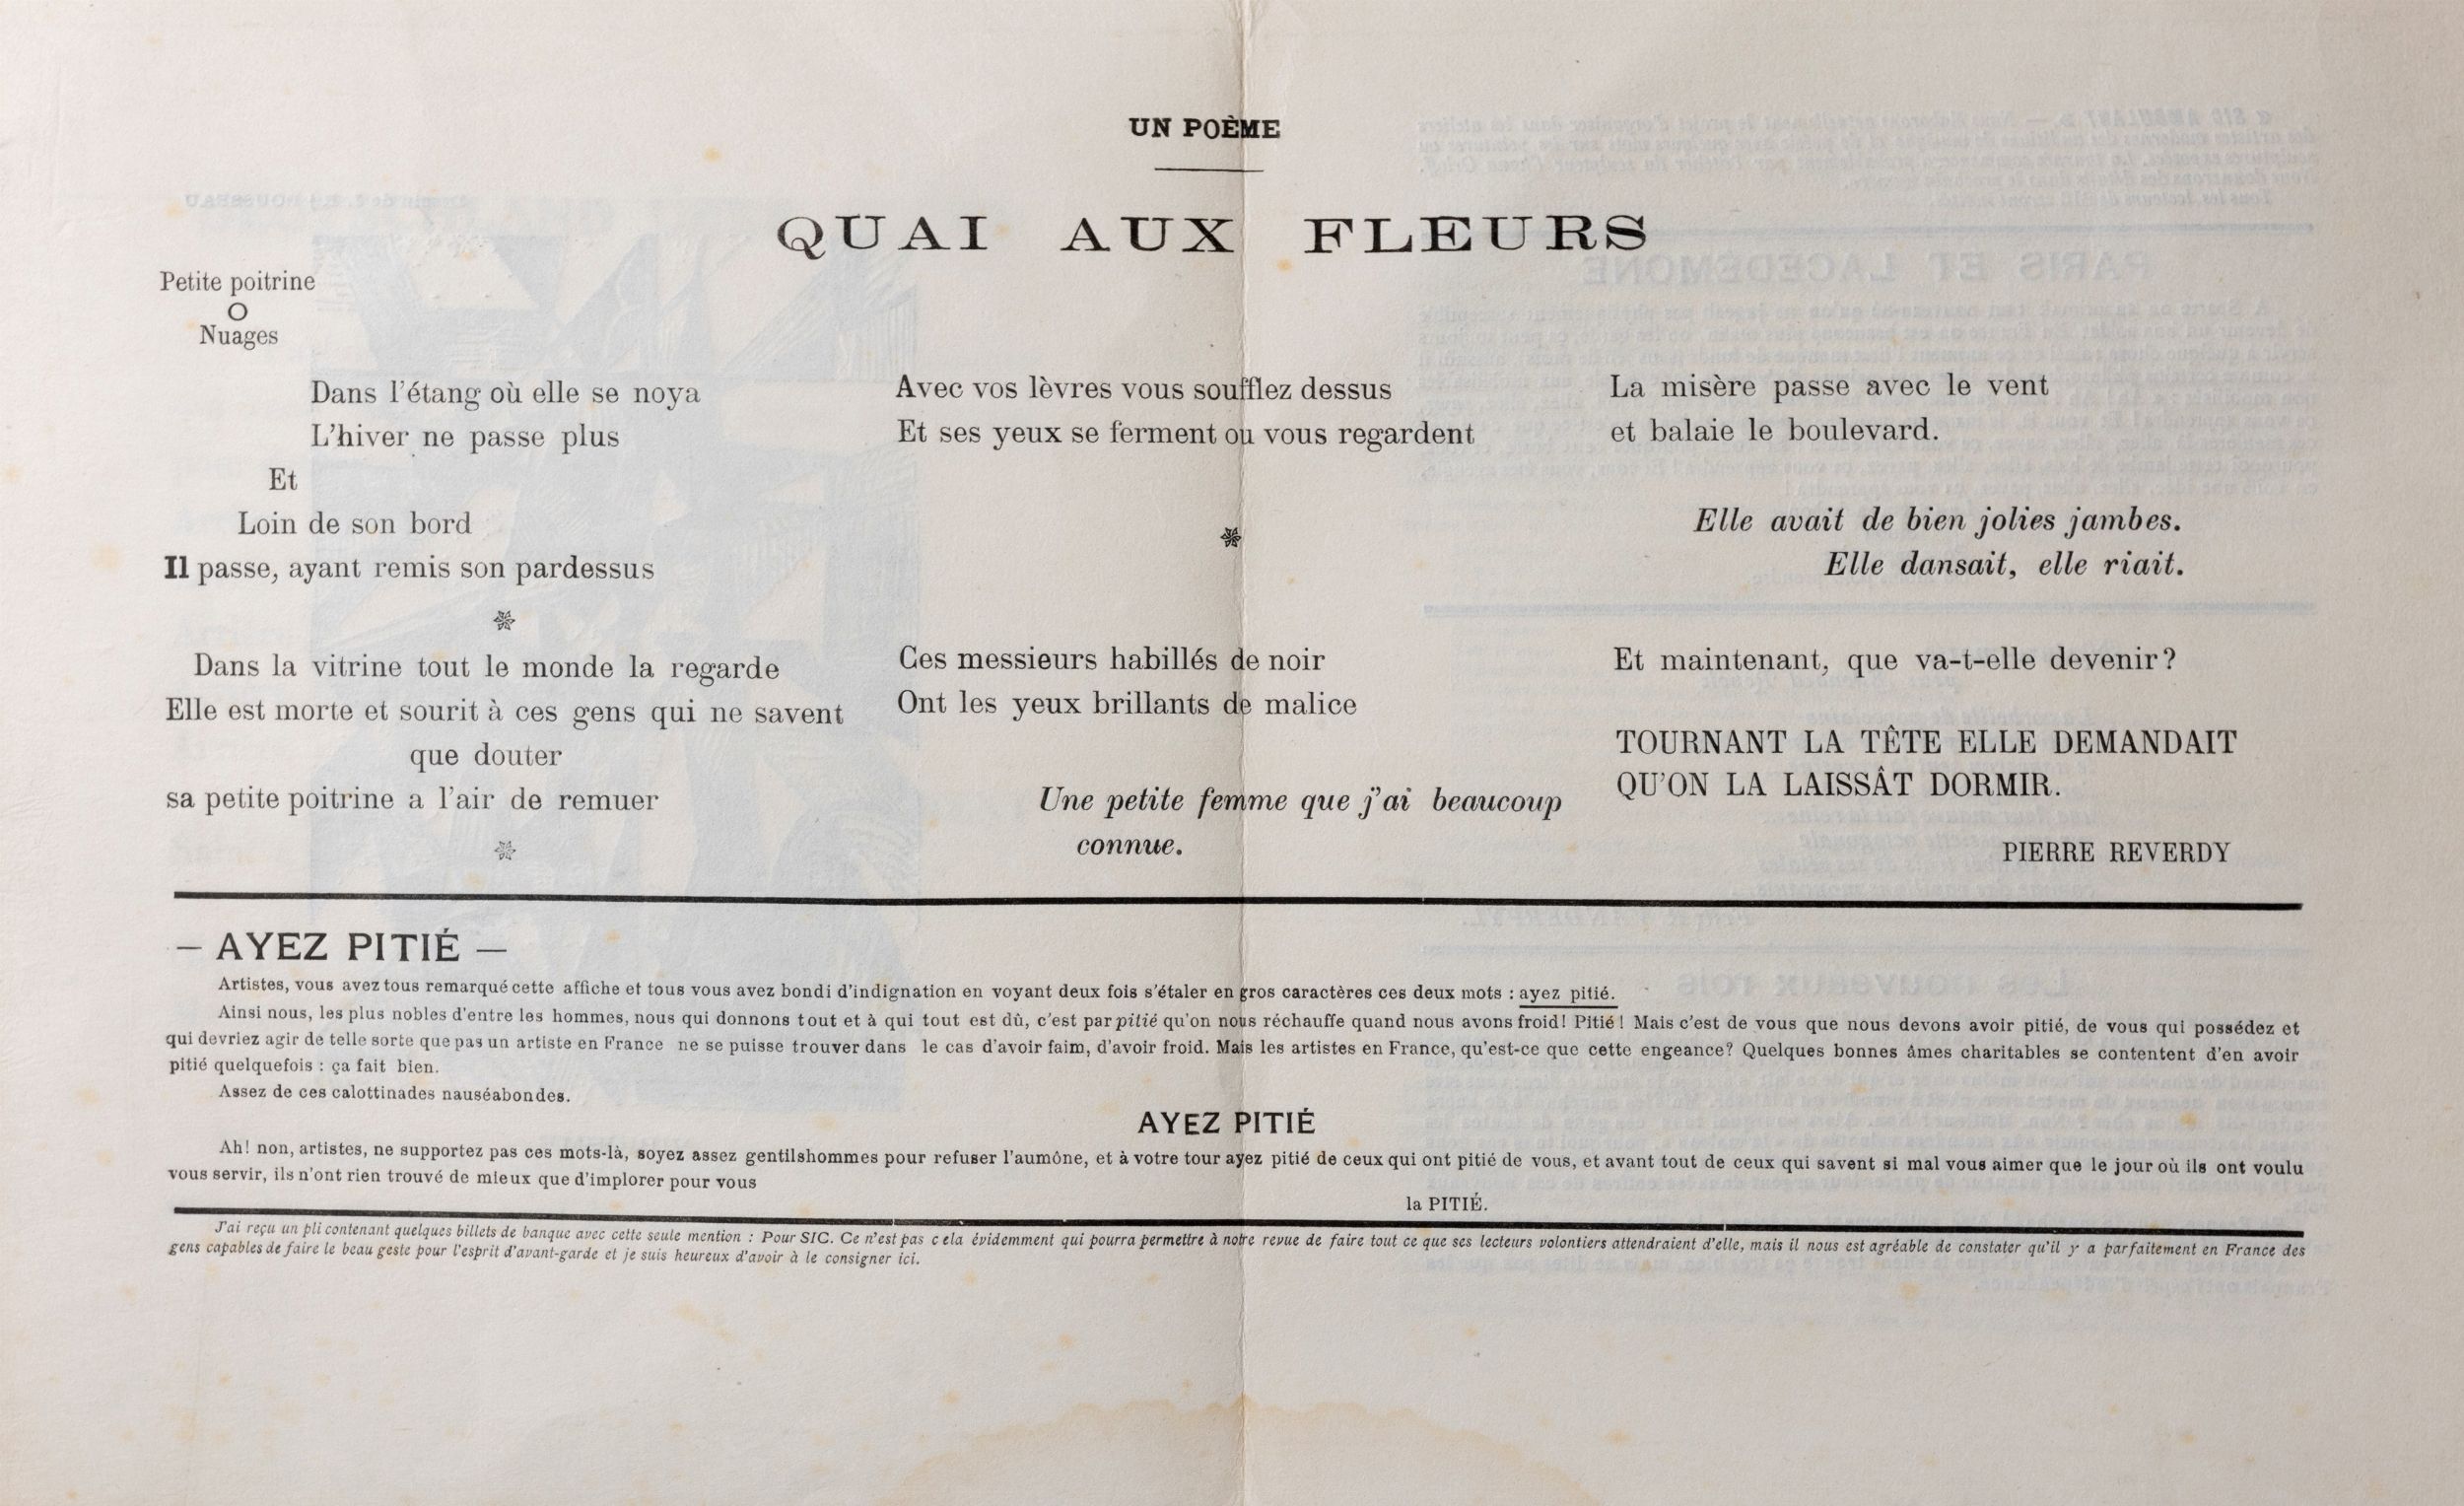 UN POÈME
QUAI AUX FLEURS
Petite poitrine
O
Nuages
Dans l'étang où elle se noya
L'hiver ne passe plus
Et
Loin de son bord
Il passe, ayant remis son pardessus
Dans la vitrine tout le monde la regarde
Elle est morte et sourit à ces gens qui ne savent
que douter
sa petite poitrine a l'air de remuer
Avec vos lèvres vous soufflez dessus
Et ses yeux se ferment ou vous regardent
Ces messieurs habillés de noir
Ont les yeux brillants de malice
Une petite femme que j'ai beaucoup
connue.
La misère passe avec le vent
et balaie le boulevard.
Elle avait de bien jolies jambes.
Elle dansait, elle riait.
Et maintenant, que va-t-elle devenir?
TOURNANT LA TÊTE ELLE DEMANDAIT
QU'ON LA LAISSÂT DORMIR.
PIERRE REVERDY
— AYEZ PITIÉ —
Artistes, vous avez tous remarqué cette affiche et tous vous avez bondi d'indignation en voyant deux fois s'étaler en gros caractères ces deux mots : ayez pitié.
Ainsi nous, les plus nobles d'entre les hommes, nous qui donnons tout et à qui tout est dû, c'est par pitié qu'on nous réchauffe quand nous avons froid! Pitié! Mais c'est de vous que nous devons avoir pitié, de vous qui possédez et
qui devriez agir de telle sorte que pas un artiste en France ne se puisse trouver dans le cas d'avoir faim, d'avoir froid. Mais les artistes en France, qu'est-ce que cette engeance? Quelques bonnes âmes charitables se contentent d'en avoir
pitié quelquefois : ça fait bien.
Assez de ces calottinades nauséabondes.
AYEZ PITIÉ
Ah! non, artistes, ne supportez pas ces mots-là, soyez assez gentilshommes pour refuser l'aumône, et à votre tour ayez pitié de ceux qui ont pitié de vous, et avant tout de ceux qui savent si mal vous aimer que le jour où ils ont voulu
vous servir, ils n'ont rien trouvé de mieux que d'implorer pour vous
la PITIÉ.
J'ai reçu un pli contenant quelques billets de banque avec cette seule mention : Pour SIC. Ce n'est pas c ela évidemment qui pourra permettre à notre revue de faire tout ce que ses lecteurs volontiers attendraient d'elle, mais il nous est agréable de constater qu'il y a parfaitement en France des
gens capables de faire le beau geste pour l'esprit d'avant-garde et je suis heureux d'avoir à le consigner ici.